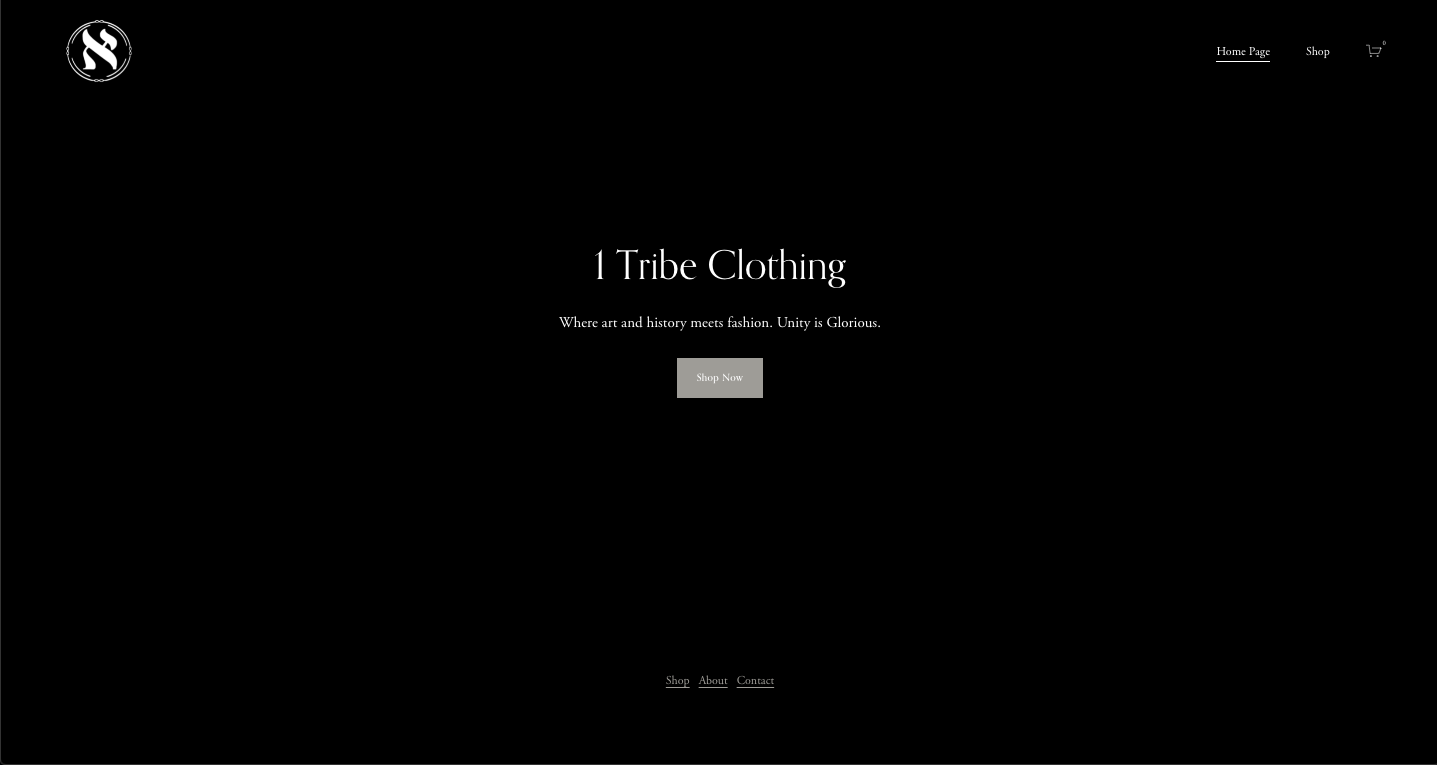 א
Home Page
Shop
0
1 Tribe Clothing
Where art and history meets fashion. Unity is Glorious.
Shop Now
Shop About Contact